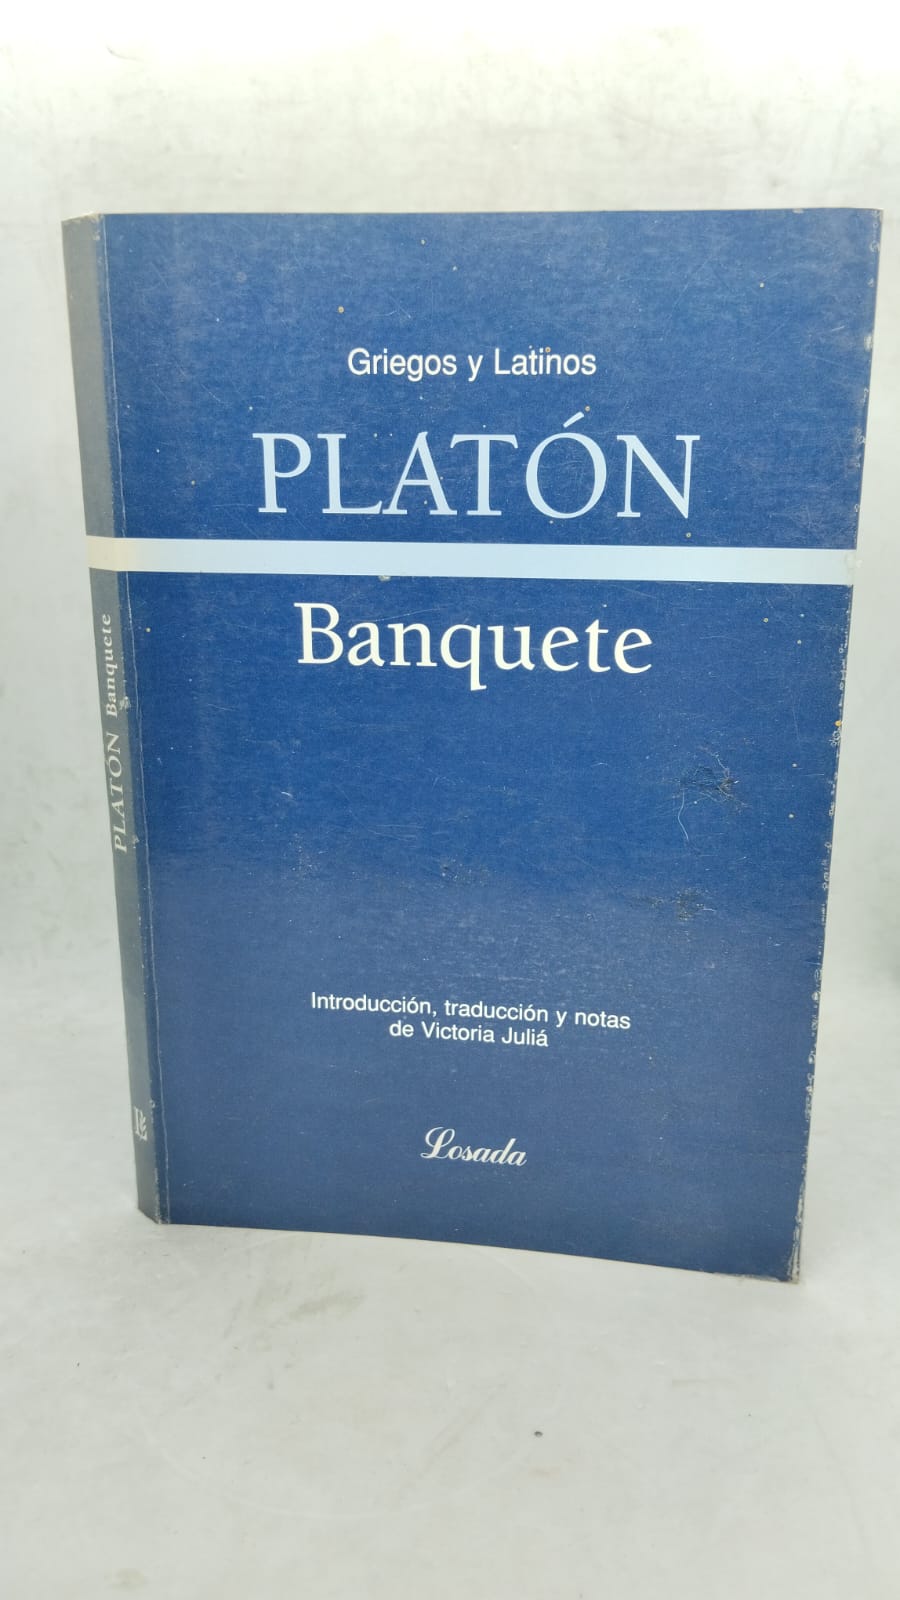 Griegos y Latinos
PLATÓN
Banquete
Introducción, traducción y notas
de Victoria Juliá
Losada
PLATÓN Banquete